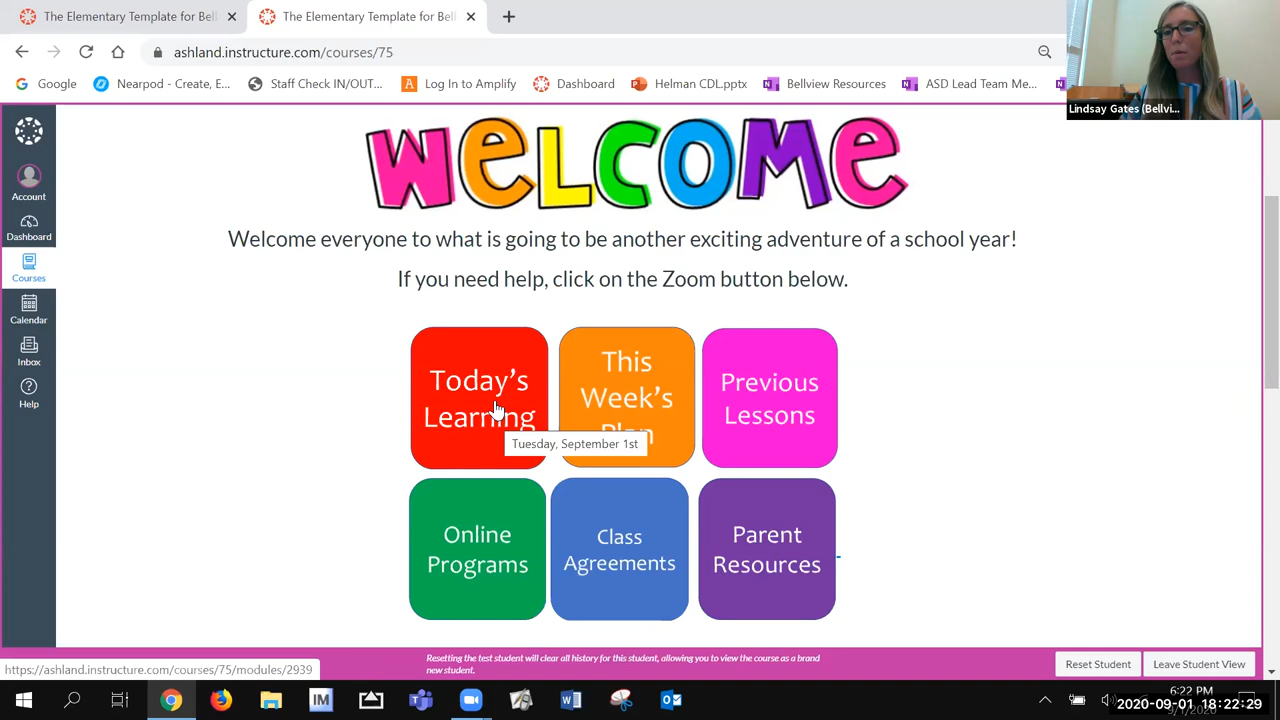 The Elementary Template for Bell
The Elementary Template for Bell
ashland.instructure.com/courses/75
Google
Nearpod - Create, E...
Staff Check IN/OUT...
Log In to Amplify
Dashboard
Helman CDL.pptx
Bellview Resources
ASD Lead Team Me...
Lindsay Gates (Bellvi...
Account
Dashboard
Courses
Calendar
Inbox
Help
WELCOME
Welcome everyone to what is going to be another exciting adventure of a school year!
If you need help, click on the Zoom button below.
Today's
Learning
This
Week's
Plan
Previous
Lessons
Tuesday, September 1st
Online
Programs
Class
Agreements
Parent
Resources
https://ashland.instructure.com/courses/75/modules/2939
Resetting the test student will clear all history for this student, allowing you to view the course as a brand
new student.
Reset Student
Leave Student View
IM
6:22 PM
2020-09-01 18:22:29